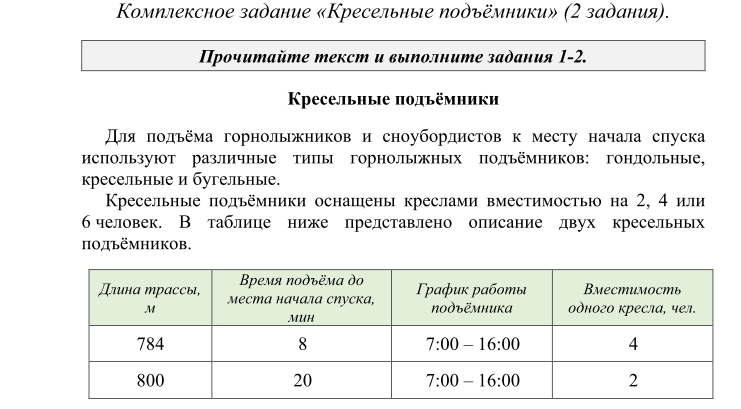 Комплексное задание «Кресельные подъёмники» (2 задания).
Прочитайте текст и выполните задания 1-2.
Кресельные подъёмники
Для подъёма горнолыжников и сноубордистов к месту начала спуска
используют различные типы горнолыжных подъёмников: гондольные,
кресельные и бугельные.
Кресельные подъёмники оснащены креслами вместимостью на 2, 4 или
6 человек. В таблице ниже представлено описание двух кресельных
подъёмников.
Длина трассы, м
Время подъёма до места начала спуска, мин
График работы подъёмника
Вместимость одного кресла, чел.
784 8 7:00 – 16:00 4
800 20 7:00 – 16:00 2